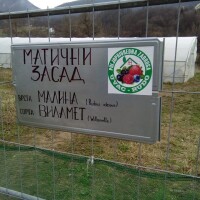 МАТИЧНИ
ЗАСАД
ВРСТА МАЛИНА (Rubus idaeus)
СОРТА ВИЛАМЕТ (Willamette)